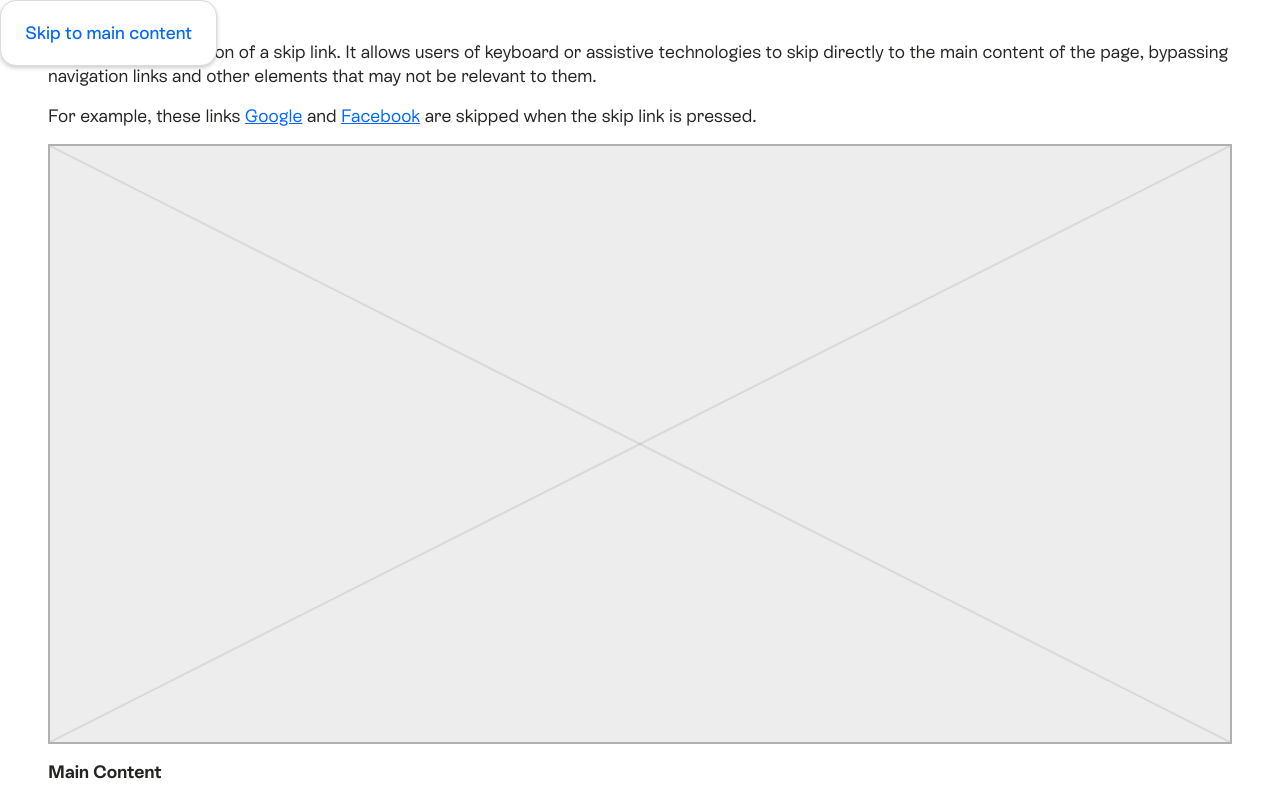 Skip to main content
on of a skip link. It allows users of keyboard or assistive technologies to skip directly to the main content of the page, bypassing
navigation links and other elements that may not be relevant to them.
For example, these links Google and Facebook are skipped when the skip link is pressed.
Main Content